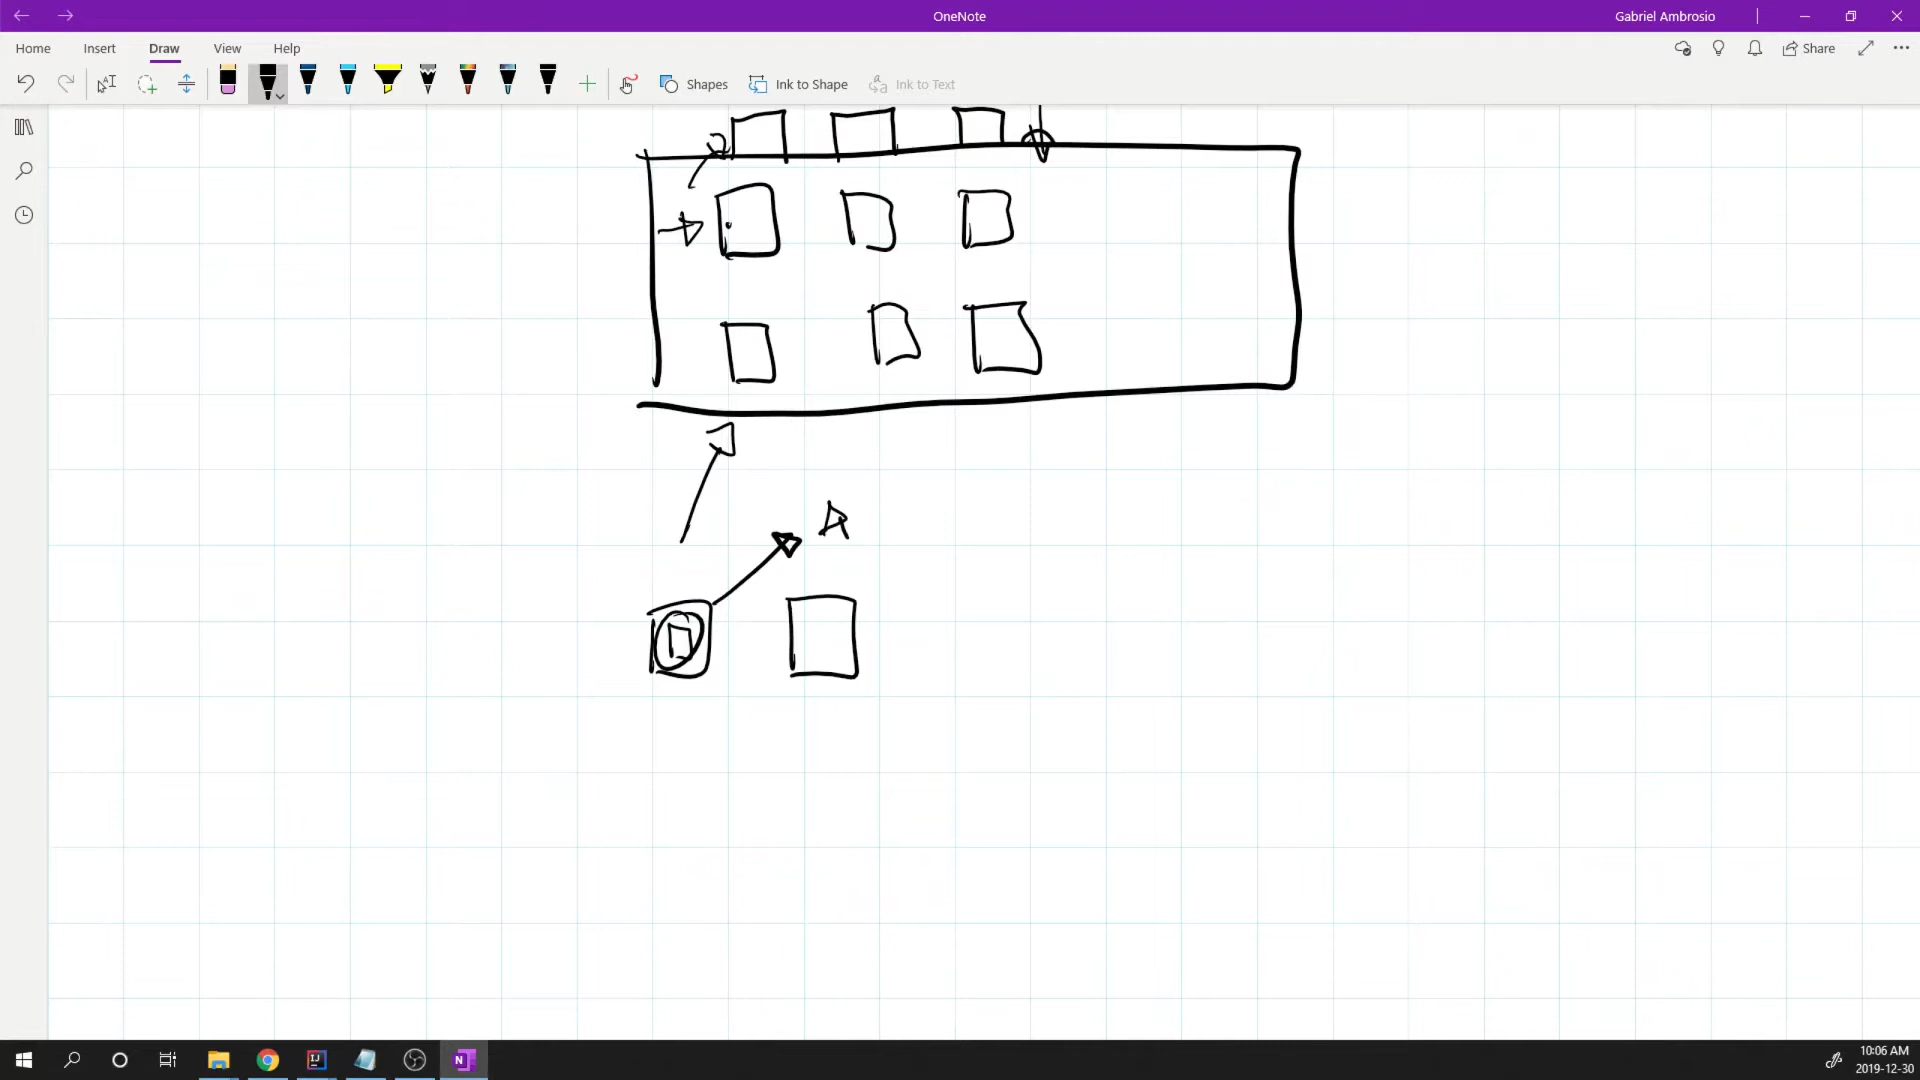 OneNote
Gabriel Ambrosio
Home Insert Draw View Help
Share
Shapes
Ink to Shape
Ink to Text
A
10:06 AM
2019-12-30